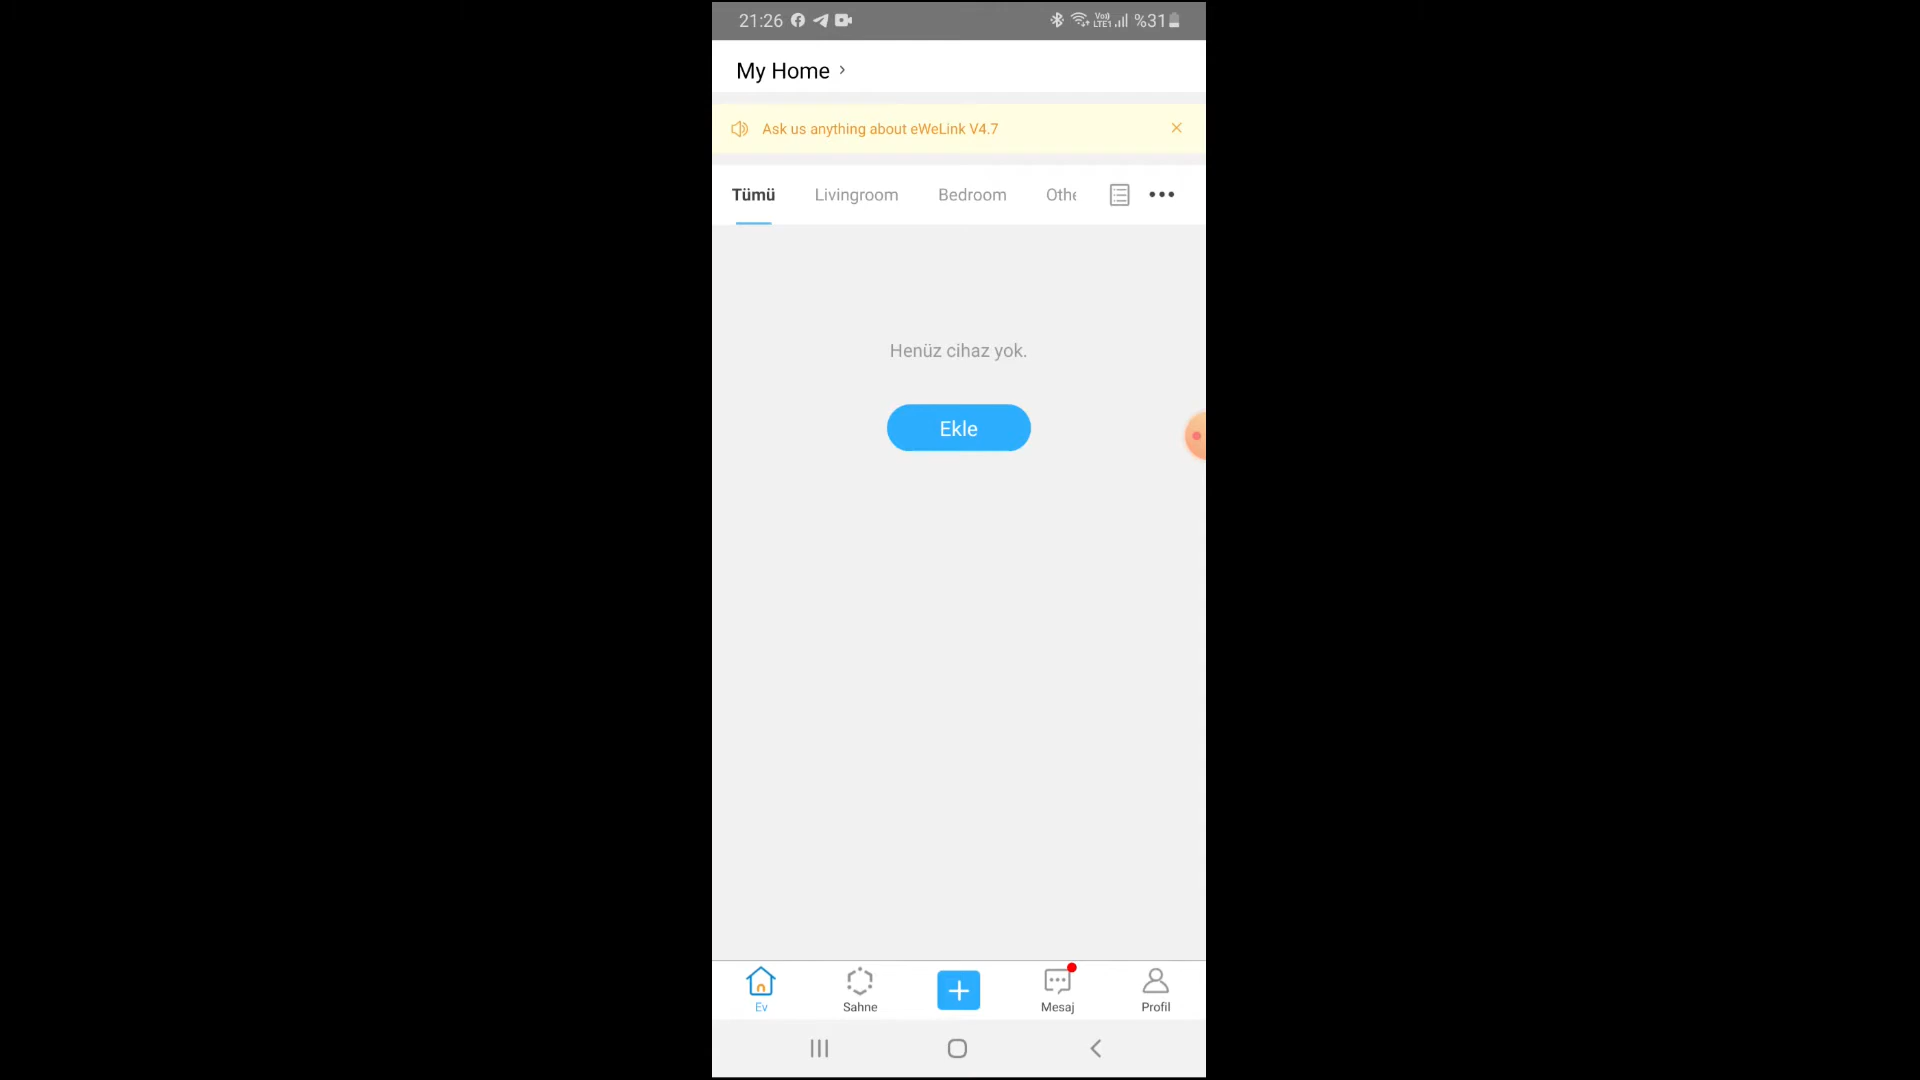 21:26 %31
My Home
Ask us anything about eWeLink V4.7
Tümü Livingroom Bedroom Othe
Henüz cihaz yok.
Ekle
Ev Sahne Mesaj Profil